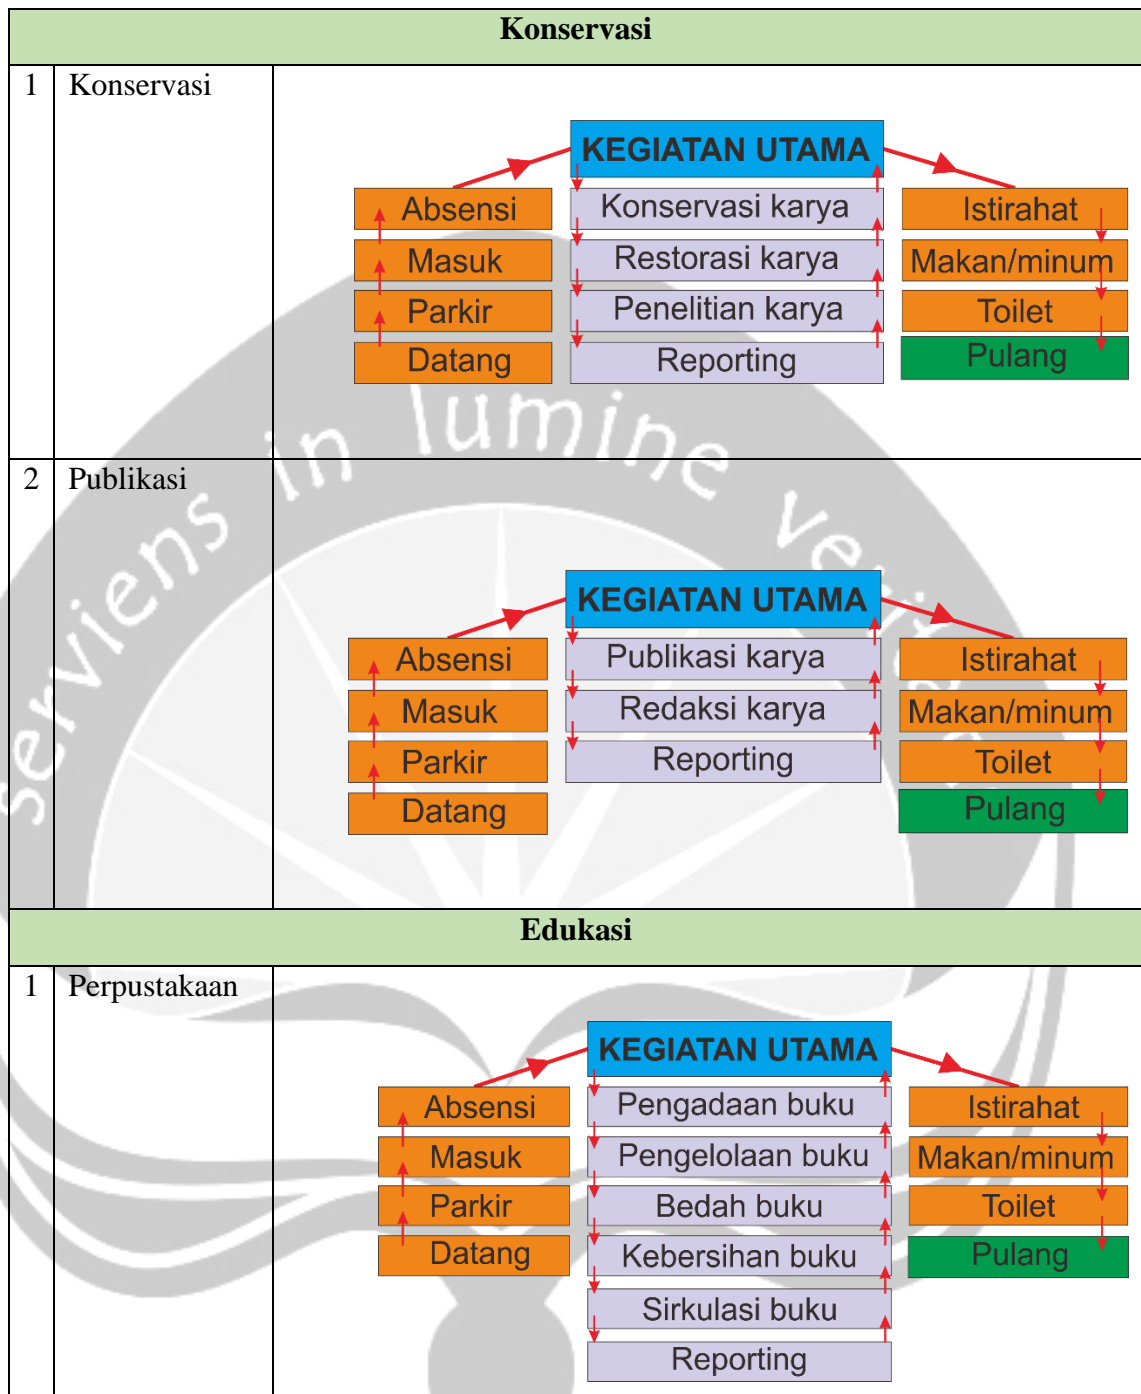 Konservasi
1 Konservasi
KEGIATAN UTAMA
Absensi Konservasi karya Istirahat
Masuk Restorasi karya Makan/minum
Parkir Penelitian karya Toilet
Datang Reporting Pulang
2 Publikasi
KEGIATAN UTAMA
Absensi Publikasi karya Istirahat
Masuk Redaksi karya Makan/minum
Parkir Reporting Toilet
Datang Pulang
Edukasi
1 Perpustakaan
KEGIATAN UTAMA
Absensi Pengadaan buku Istirahat
Masuk Pengelolaan buku Makan/minum
Parkir Bedah buku Toilet
Datang Kebersihan buku Pulang
Sirkulasi buku
Reporting
serviens in lumine